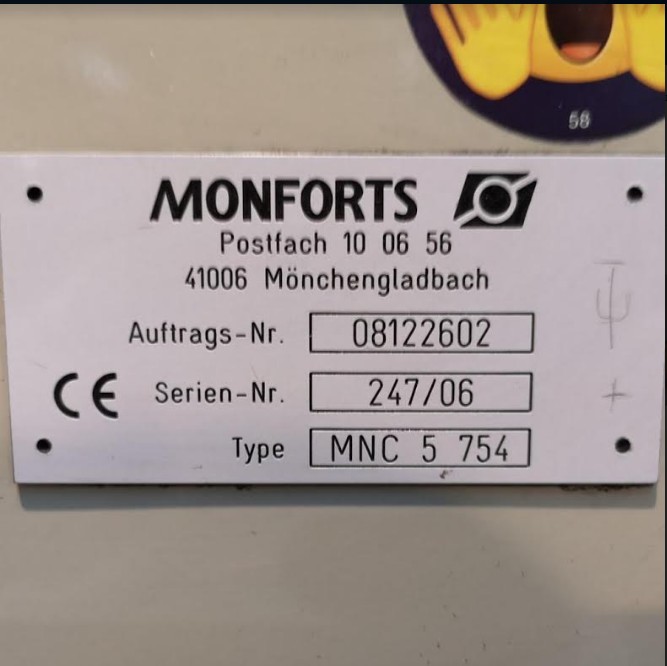 58
MONFORTS
Postfach 10 06 56
41006 Mönchengladbach
Auftrags-Nr. 08122602
CE Serien-Nr. 247/06
Type MNC 5 754